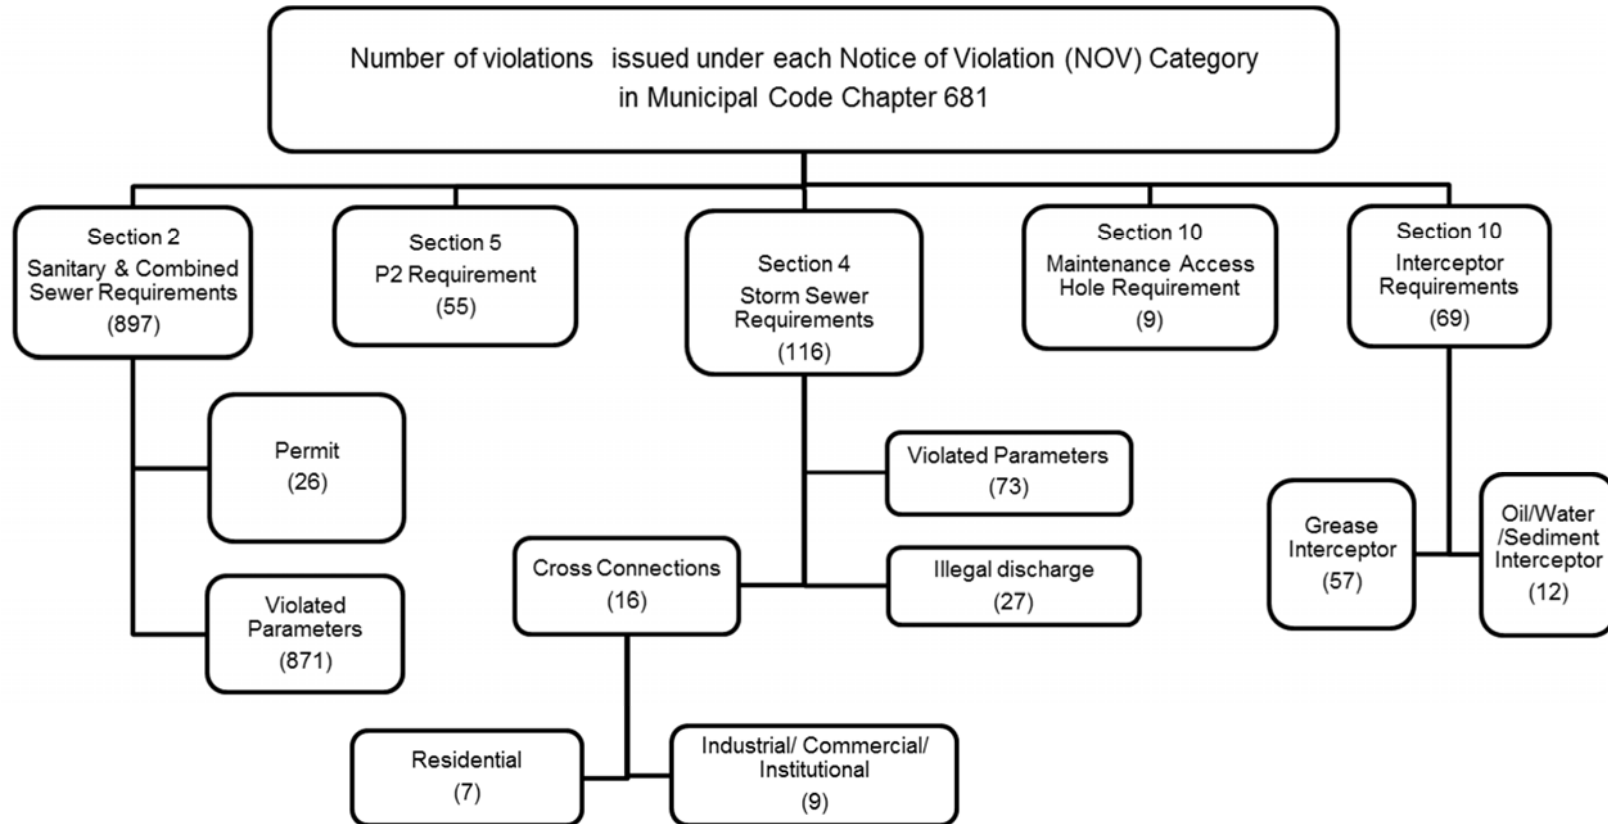 Number of violations issued under each Notice of Violation (NOV) Category
in Municipal Code Chapter 681
Section 2
Sanitary & Combined
Sewer Requirements
(897)
Section 5
P2 Requirement
(55)
Section 4
Storm Sewer
Requirements
(116)
Section 10
Maintenance Access
Hole Requirement
(9)
Section 10
Interceptor
Requirements
(69)
Permit
(26)
Violated
Parameters
(871)
Violated Parameters
(73)
Cross Connections
(16)
Illegal discharge
(27)
Grease
Interceptor
(57)
Oil/Water
/Sediment
Interceptor
(12)
Residential
(7)
Industrial/ Commercial/
Institutional
(9)